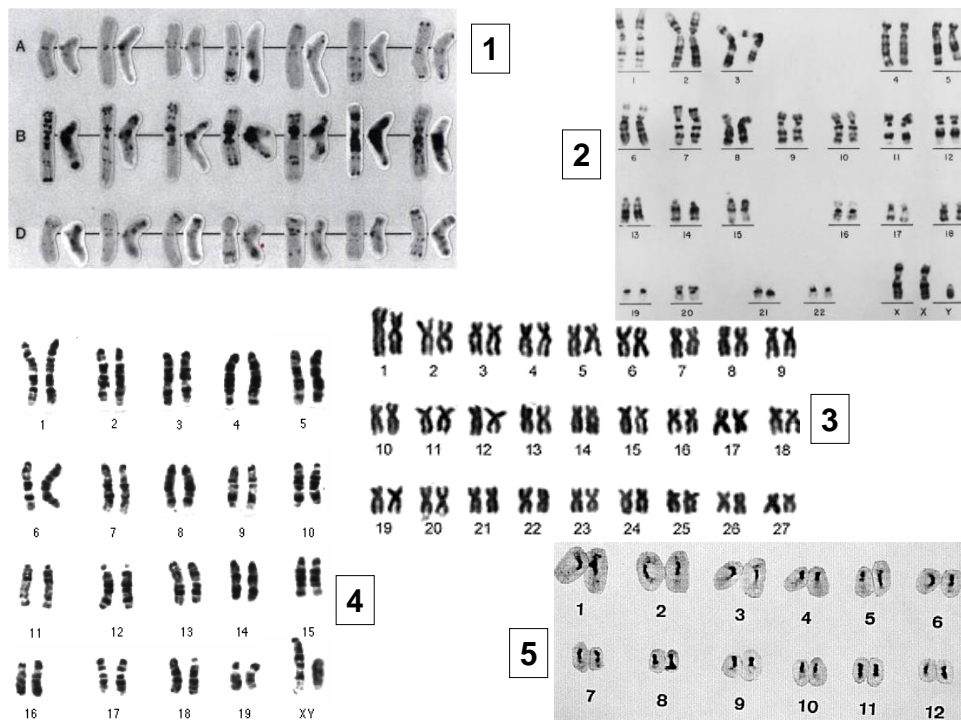 A
1
B
D
1 2 3 4 5
2
6 7 8 9 10 11 12
13 14 15 16 17 18
19 20 21 22 X X Y
1 2 3 4 5
6 7 8 9 10
11 12 13 14 15
4
16 17 18 19 XY
1 2 3 4 5 6 7 8 9
3
10 11 12 13 14 15 16 17 18
19 20 21 22 23 24 25 26 27
5
1 2 3 4 5 6
7 8 9 10 11 12